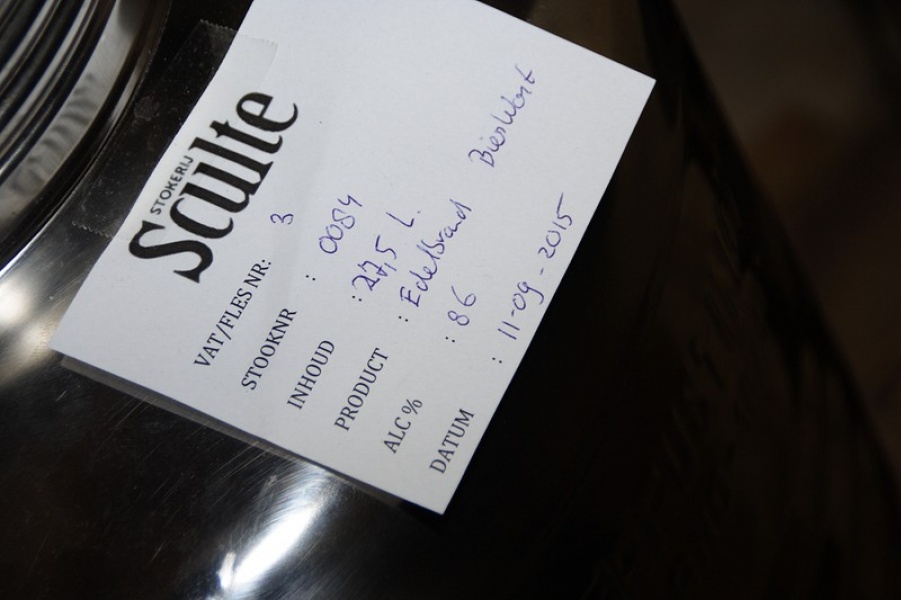 STOKERIJ
Sculte
VAT/FLES NR: 3
STOOKNR : 0084
INHOUD : 27,5 L.
PRODUCT : Edelbrand BierWort
ALC % : 86
DATUM : 11-09-2015